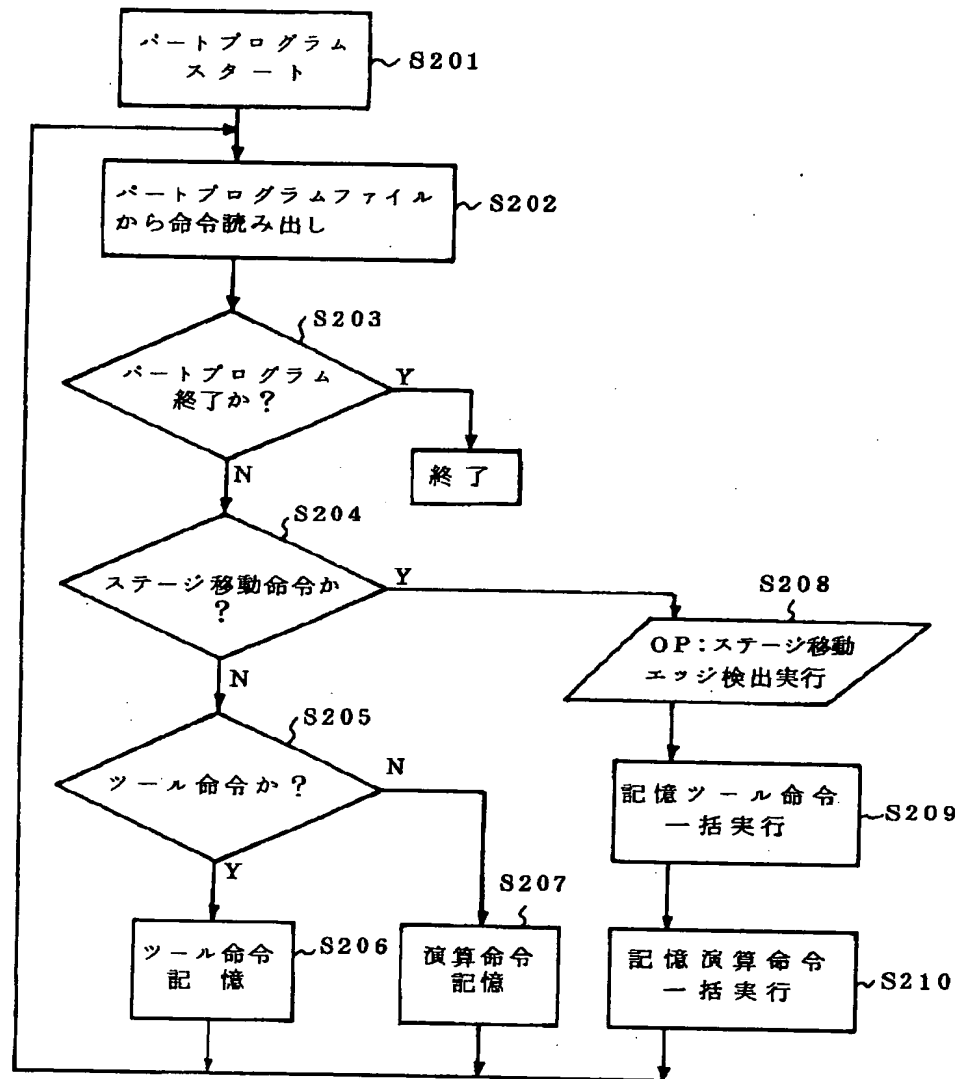 パートプログラム
スタート
S201
パートプログラムファイル
から命令読み出し
S202
S203
パートプログラム
終了か?
Y
N
終了
S204
ステージ移動命令か
?
Y
N
S208
OP:ステージ移動
エッジ検出実行
S205
ツール命令か?
N
Y
記憶ツール命令
一括実行
S209
S207
ツール命令
記憶
S206
演算命令
記憶
記憶演算命令
一括実行
S210